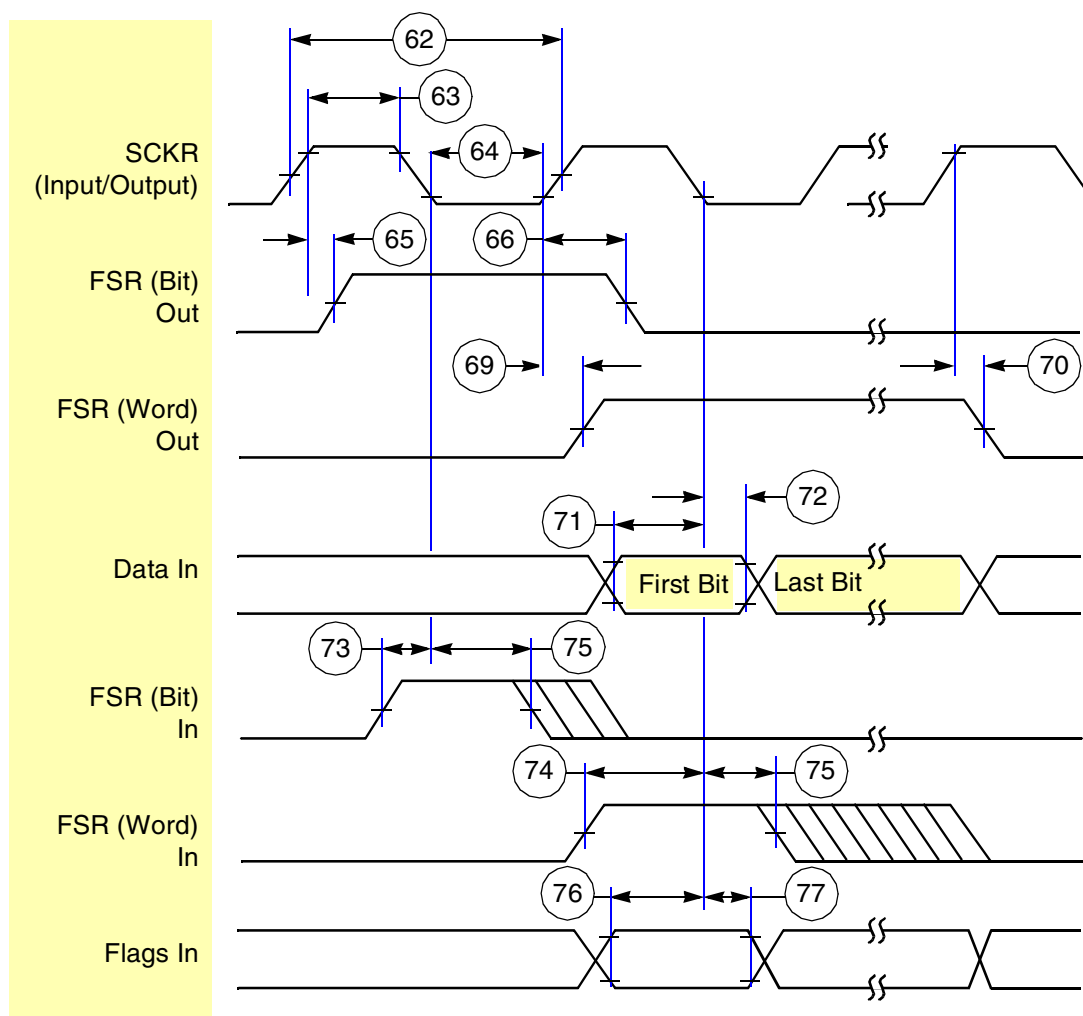 62
63
SCKR
64
(Input/Output)
65
66
FSR (Bit)
Out
69
70
FSR (Word)
Out
72
71
Data In
First Bit
Last Bit
73
75
FSR (Bit)
In
74
75
FSR (Word)
In
76
77
Flags In